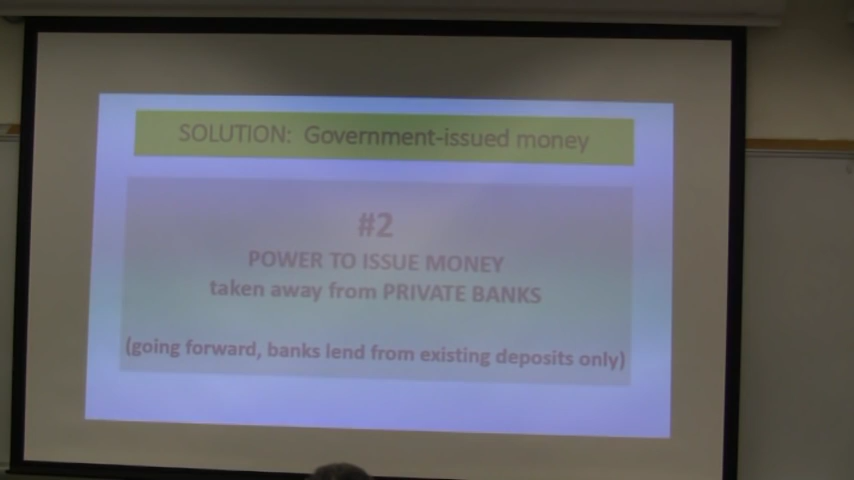 SOLUTION: Government-issued money
#2
POWER TO ISSUE MONEY
taken away from PRIVATE BANKS
(going forward, banks lend from existing deposits only)